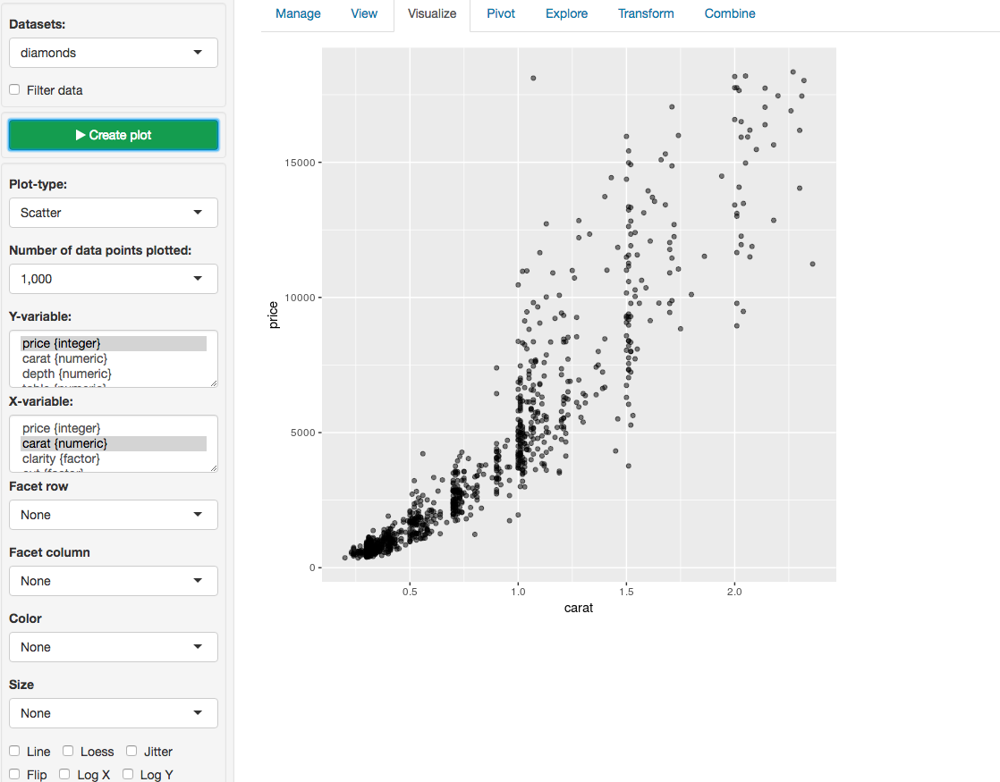 Datasets:
diamonds
Filter data
Create plot
Plot-type:
Scatter
Number of data points plotted:
1,000
Y-variable:
price {integer}
carat {numeric}
depth {numeric}
X-variable:
price {integer}
carat {numeric}
clarity {factor}
Facet row
None
Facet column
None
Color
None
Size
None
Line Loess Jitter
Flip Log X Log Y
Manage View Visualize Pivot Explore Transform Combine
price
15000
10000
5000
0
0.5 1.0 1.5 2.0
carat